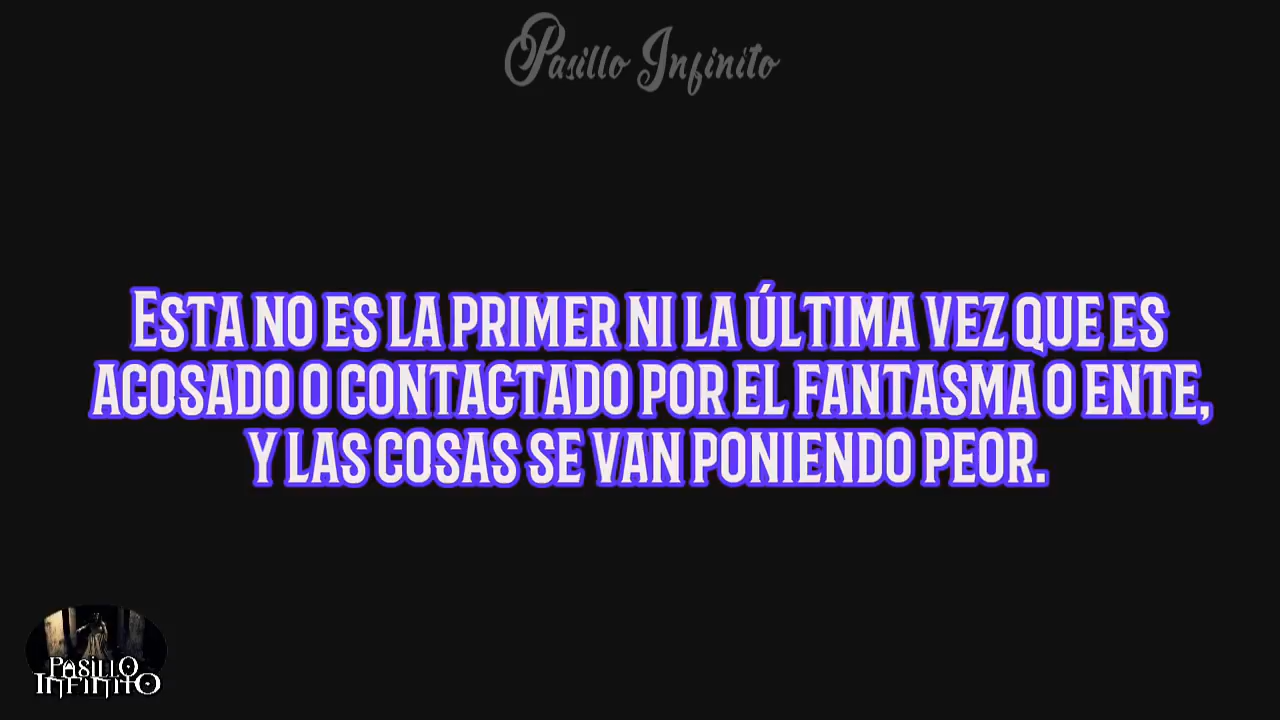 Pasillo Infinito
Esta no es la primer ni la última vez que es
acosado o contactado por el fantasma o ente,
y las cosas se van poniendo peor.
Pasillo
Infinito